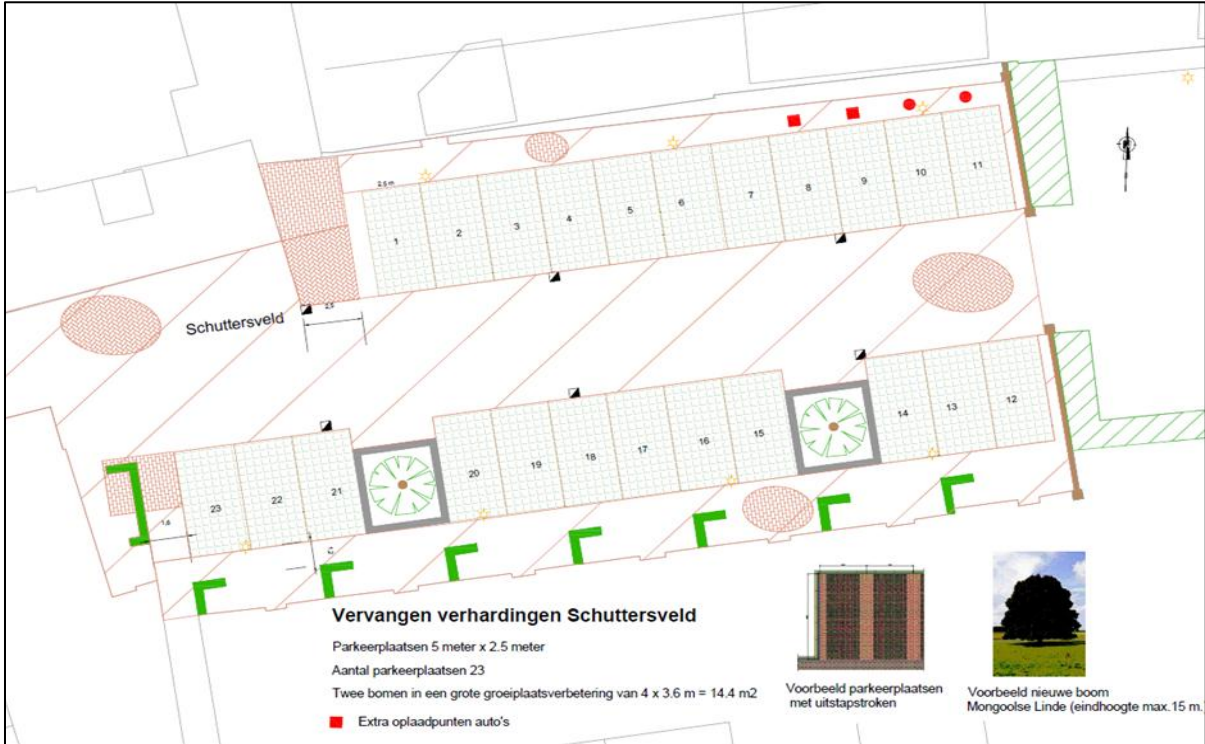 2.5 m
1
2
3
4
5
6
7
8
9
10
11
Schuttersveld
2,5
23
22
21
20
19
18
17
16
15
14
13
12
1,6
Vervangen verhardingen Schuttersveld
Parkeerplaatsen 5 meter x 2.5 meter
Aantal parkeerplaatsen 23
Twee bomen in een grote groeiplaatsverbetering van 4 x 3.6 m = 14.4 m2
Extra oplaadpunten auto's
Voorbeeld parkeerplaatsen
met uitstapstroken
Voorbeeld nieuwe boom
Mongoolse Linde (eindhoogte max.15 m.